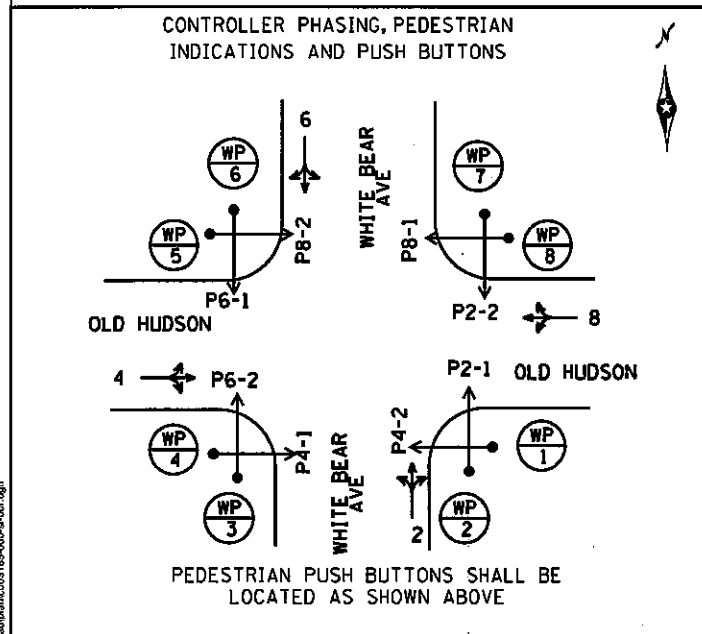 CONTROLLER PHASING, PEDESTRIAN
INDICATIONS AND PUSH BUTTONS
N
6
WP
6
WHITE BEAR
AVE
WP
7
WP
5
P8-2
P8-1
WP
8
P6-1
P2-2
8
OLD HUDSON
4
P6-2
P2-1
OLD HUDSON
WP
4
P4-1
P4-2
WP
1
WP
3
WHITE BEAR
AVE
2
WP
2
PEDESTRIAN PUSH BUTTONS SHALL BE
LOCATED AS SHOWN ABOVE